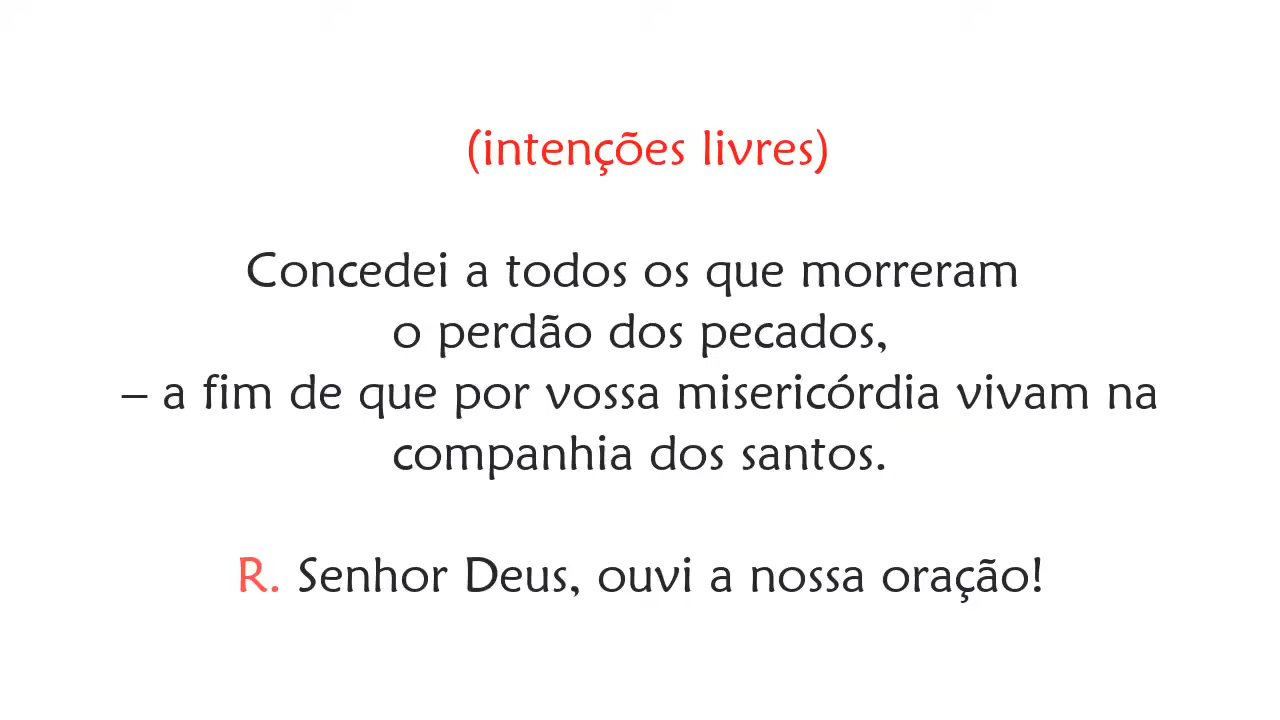 (intenções livres)
Concedei a todos os que morreram
o perdão dos pecados,
– a fim de que por vossa misericórdia vivam na
companhia dos santos.
R. Senhor Deus, ouvi a nossa oração!